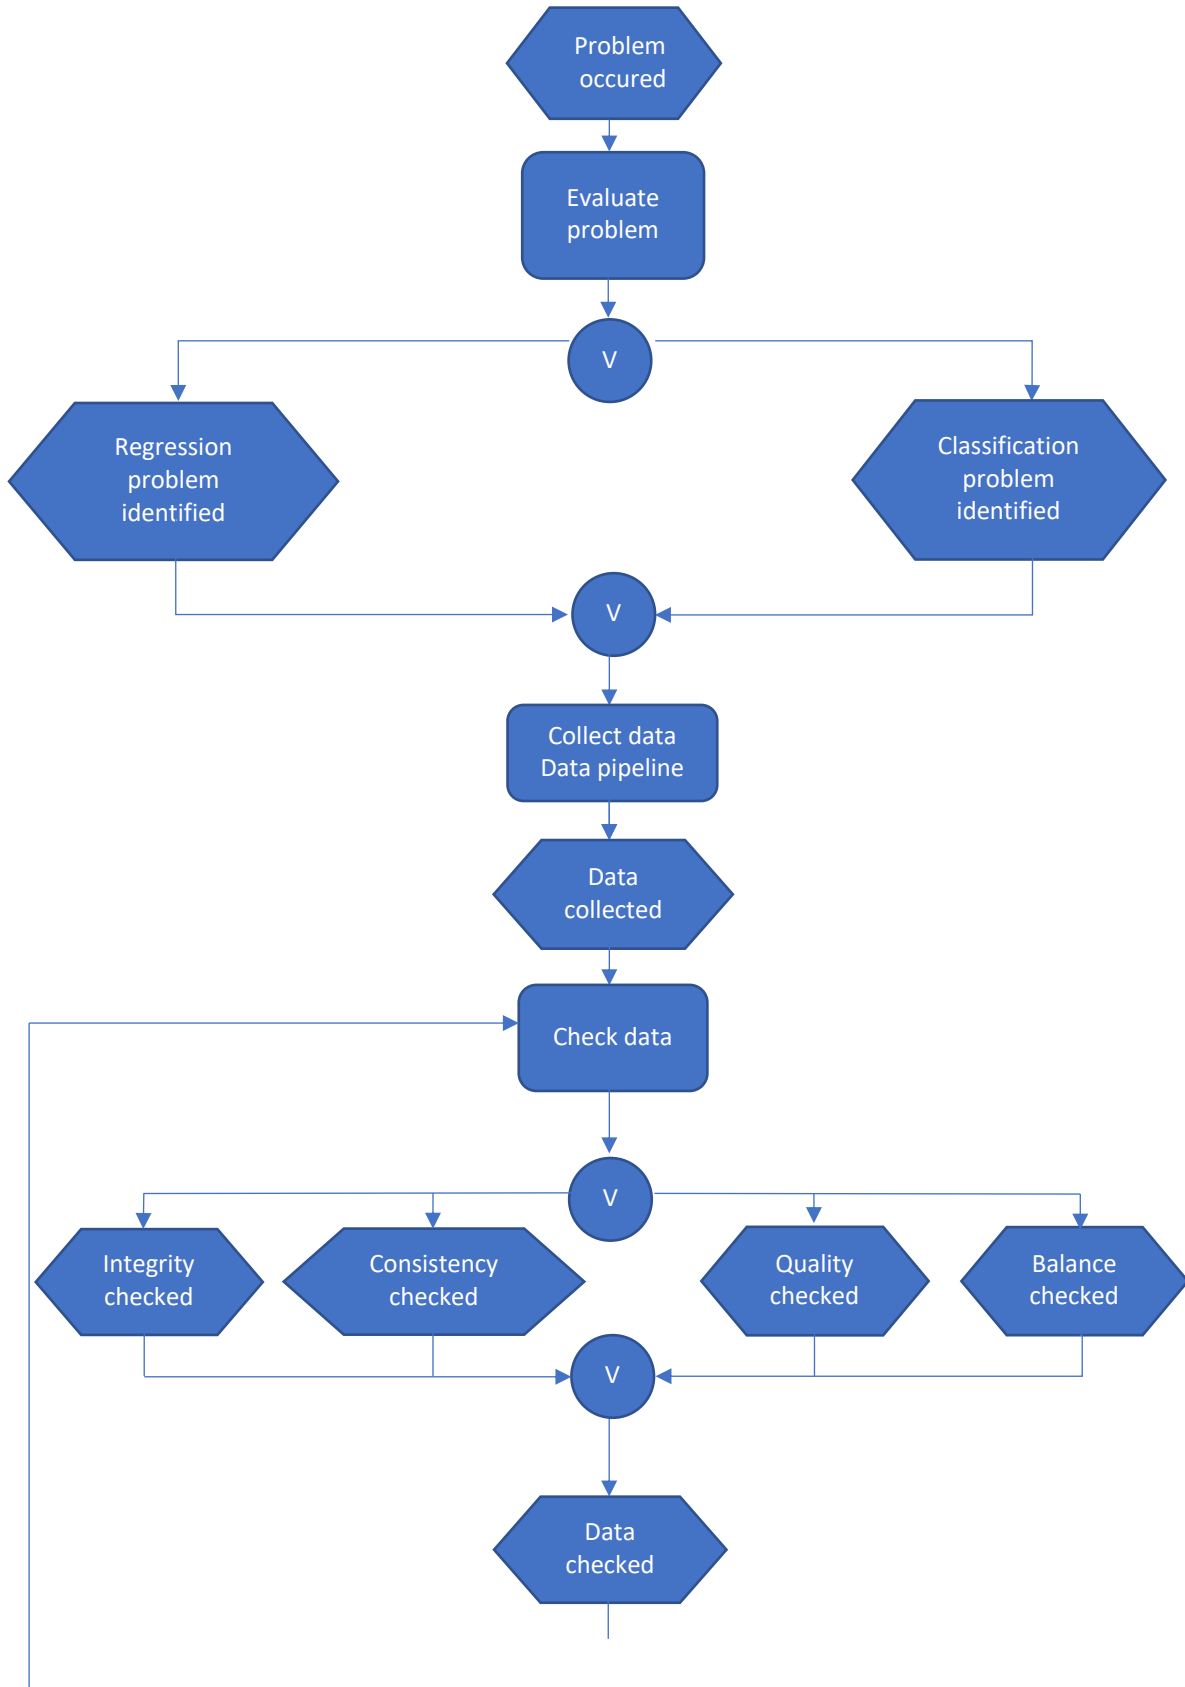 Problem
occured
Evaluate
problem
V
Regression
problem
identified
Classification
problem
identified
V
Collect data
Data pipeline
Data
collected
Check data
V
Integrity
checked
Consistency
checked
Quality
checked
Balance
checked
V
Data
checked